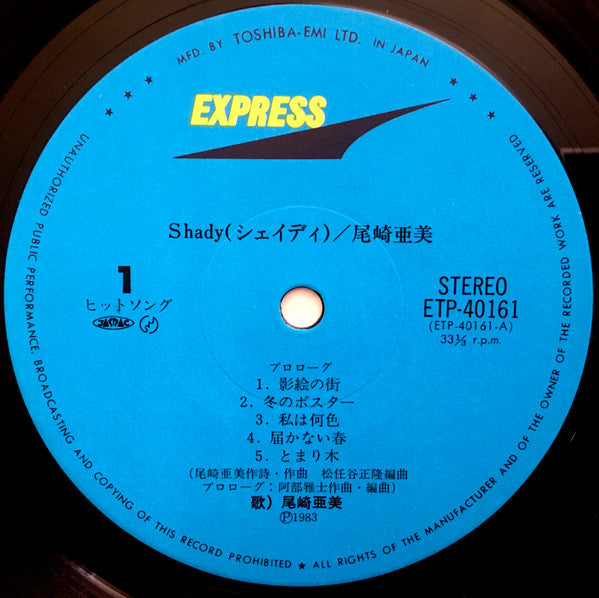 MFD. BY TOSHIBA-EMI LTD. IN JAPAN
EXPRESS
Shady(シェイディ)／尾崎亜美
1
ヒットソング
JASRAC
STEREO
ETP-40161
(ETP-40161-A)
33⅓ r.p.m.
プロローグ
1. 影絵の街
2. 冬のポスター
3. 私は何色
4. 届かない春
5. とまり木
(尾崎亜美作詩・作曲 松任谷正隆編曲
プロローグ：阿部雅士作曲・編曲)
歌) 尾崎亜美
Ⓟ1983
★ ★ ★ UNAUTHORIZED PUBLIC PERFORMANCE, BROADCASTING AND COPYING OF THIS RECORD PROHIBITED ★ ALL RIGHTS OF THE MANUFACTURER AND OF THE OWNER OF THE RECORDED WORK ARE RESERVED ★ ★ ★